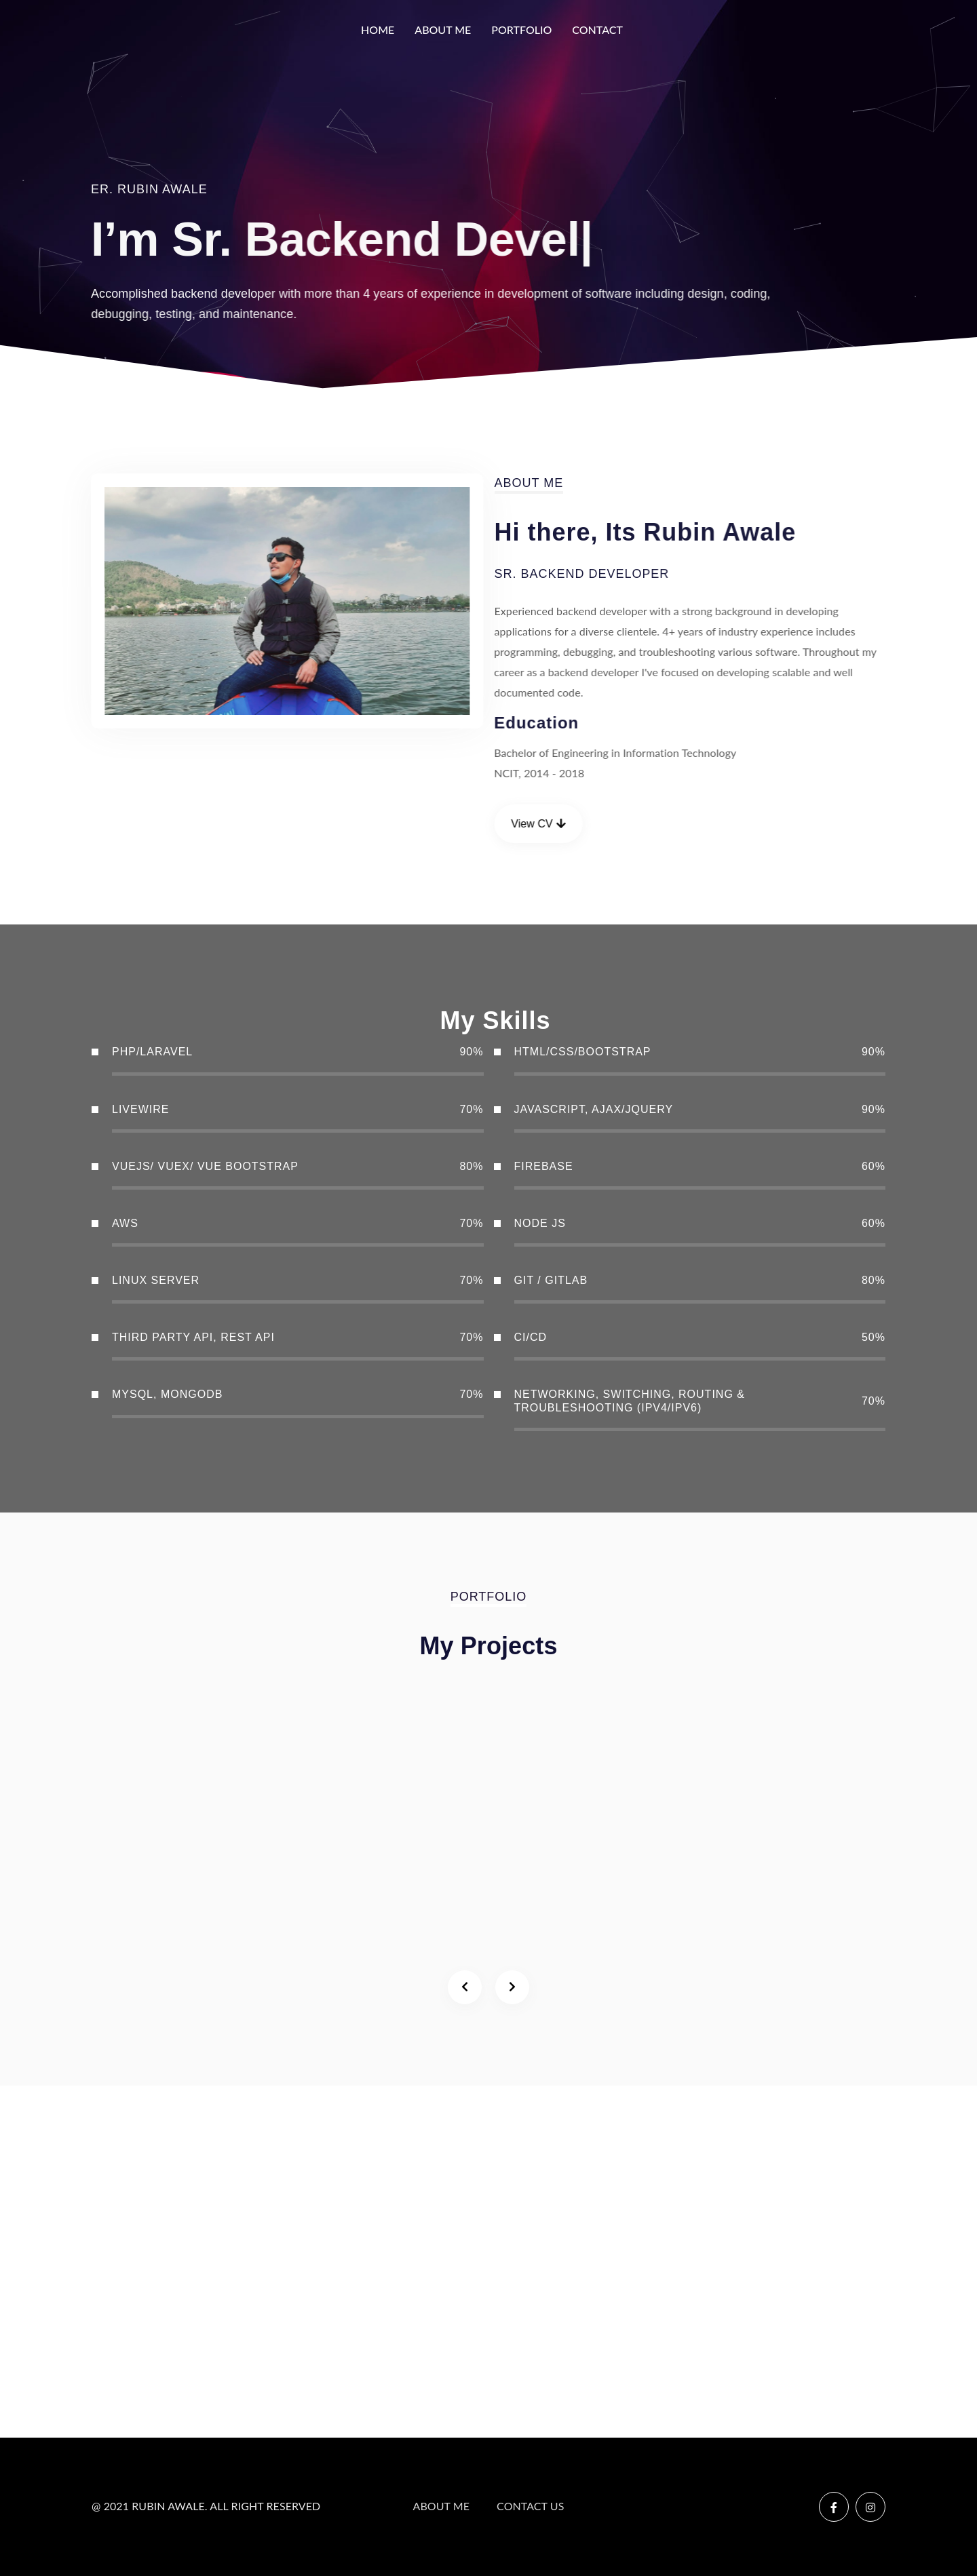 HOME ABOUT ME PORTFOLIO CONTACT
ER. RUBIN AWALE
I’m Sr. Backend Devel|
Accomplished backend developer with more than 4 years of experience in development of software including design, coding,
debugging, testing, and maintenance.
ABOUT ME
Hi there, Its Rubin Awale
SR. BACKEND DEVELOPER
Experienced backend developer with a strong background in developing
applications for a diverse clientele. 4+ years of industry experience includes
programming, debugging, and troubleshooting various software. Throughout my
career as a backend developer I've focused on developing scalable and well
documented code.
Education
Bachelor of Engineering in Information Technology
NCIT, 2014 - 2018
View CV
My Skills
PHP/LARAVEL 90%
HTML/CSS/BOOTSTRAP 90%
LIVEWIRE 70%
JAVASCRIPT, AJAX/JQUERY 90%
VUEJS/ VUEX/ VUE BOOTSTRAP 80%
FIREBASE 60%
AWS 70%
NODE JS 60%
LINUX SERVER 70%
GIT / GITLAB 80%
THIRD PARTY API, REST API 70%
CI/CD 50%
MYSQL, MONGODB 70%
NETWORKING, SWITCHING, ROUTING &
TROUBLESHOOTING (IPV4/IPV6) 70%
PORTFOLIO
My Projects
@ 2021 RUBIN AWALE. ALL RIGHT RESERVED ABOUT ME CONTACT US